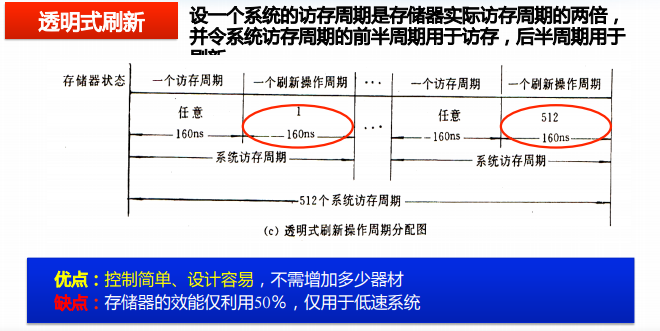 透明式刷新
设一个系统的访存周期是存储器实际访存周期的两倍，
并令系统访存周期的前半周期用于访存，后半周期用于
刷新
存储器状态 一个访存周期 一个刷新操作周期 ··· 一个访存周期 一个刷新操作周期
任意 1 任意 512
160ns 160ns ··· 160ns 160ns
系统访存周期 系统访存周期
512个系统访存周期
(c) 透明式刷新操作周期分配图
优点：控制简单、设计容易，不需增加多少器材
缺点：存储器的效能仅利用50%，仅用于低速系统